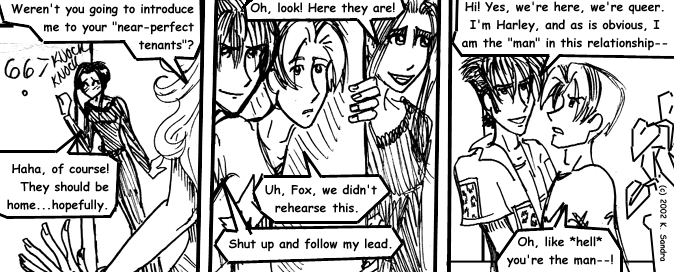 Weren't you going to introduce
me to your "near-perfect
tenants"?
667
KNOCK
KNOCK
Haha, of course!
They should be
home...hopefully.
Oh, look! Here they are!
Uh, Fox, we didn't
rehearse this.
Shut up and follow my lead.
Hi! Yes, we're here, we're queer.
I'm Harley, and as is obvious, I
am the "man" in this relationship--
Oh, like *hell*
you're the man--!
(c) 2002 K. Sandra